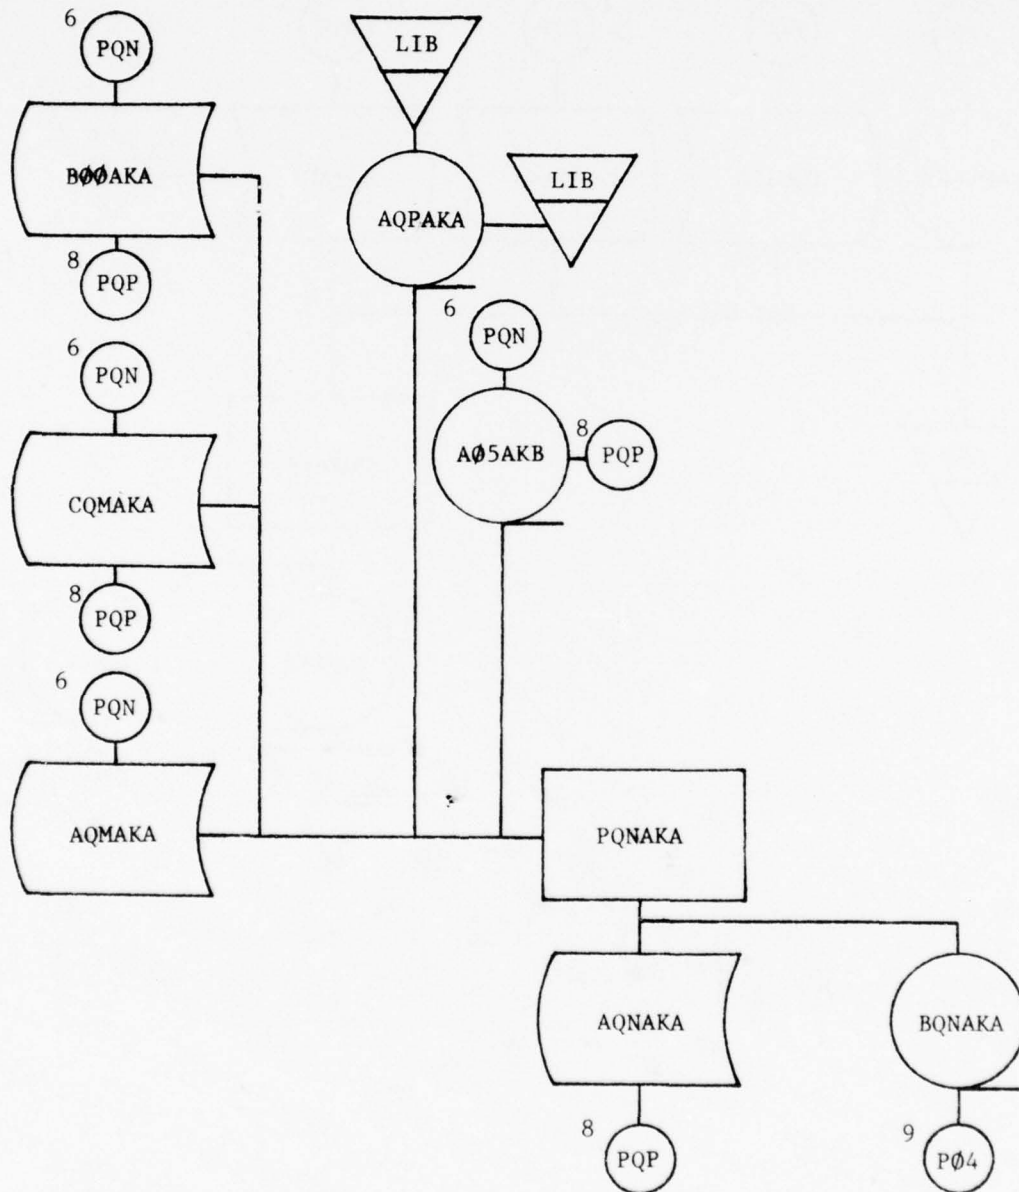 6
PQN
LIB
BØØAKA
LIB
AQPAKA
8
PQP
6
PQN
6
PQN
AØ5AKB
8
PQP
CQMAKA
8
PQP
6
PQN
AQMAKA
PQNAKA
AQNAKA
BQNAKA
8
PQP
9
PØ4